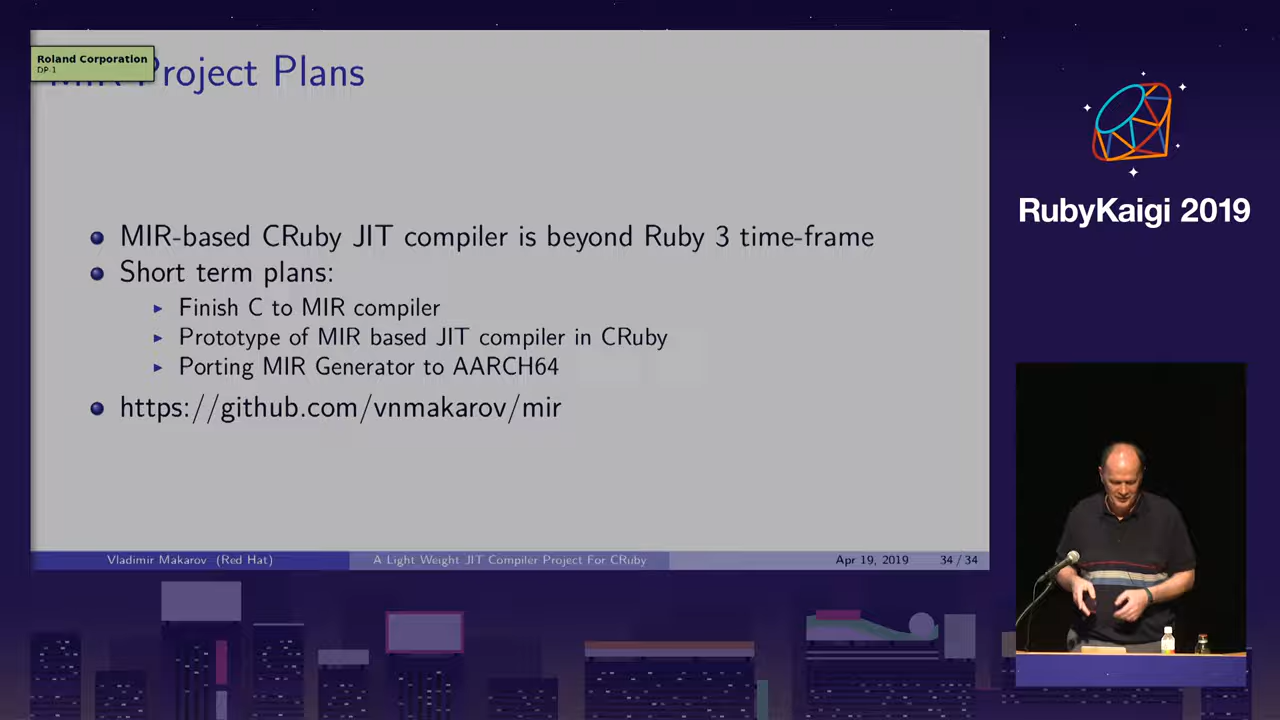 Roland Corporation
DP-1
MIR Project Plans
MIR-based CRuby JIT compiler is beyond Ruby 3 time-frame
Short term plans:
Finish C to MIR compiler
Prototype of MIR based JIT compiler in CRuby
Porting MIR Generator to AARCH64
https://github.com/vnmakarov/mir
Vladimir Makarov (Red Hat) A Light Weight JIT Compiler Project For CRuby Apr 19, 2019 34 / 34
RubyKaigi 2019